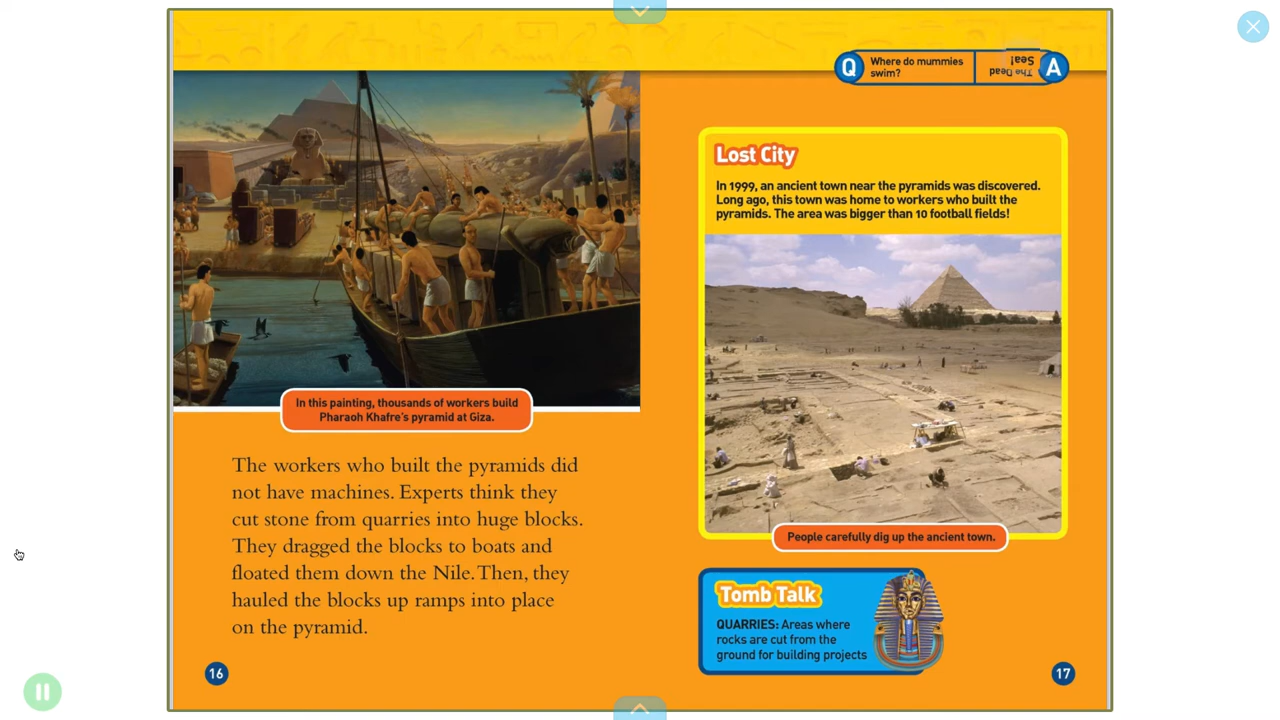 In this painting, thousands of workers build
Pharaoh Khafre's pyramid at Giza.
The workers who built the pyramids did
not have machines. Experts think they
cut stone from quarries into huge blocks.
They dragged the blocks to boats and
floated them down the Nile. Then, they
hauled the blocks up ramps into place
on the pyramid.
16
Q
Where do mummies
swim?
The Dead
Sea!
A
Lost City
In 1999, an ancient town near the pyramids was discovered.
Long ago, this town was home to workers who built the
pyramids. The area was bigger than 10 football fields!
People carefully dig up the ancient town.
Tomb Talk
QUARRIES: Areas where
rocks are cut from the
ground for building projects
17